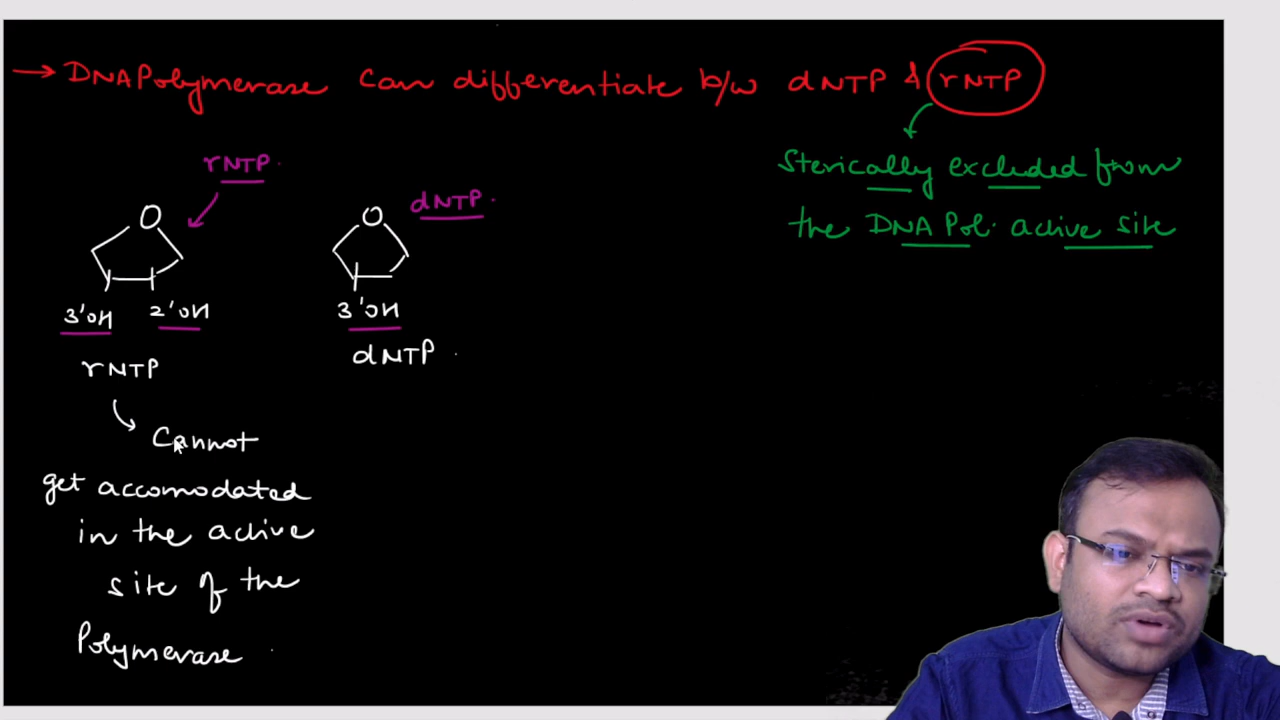 → DNA Polymerase can differentiate b/w dNTP & rNTP
Sterically excluded from
the DNA Pol. active site
rNTP.
dNTP.
O
O
3'OH 2'OH
3'OH
rNTP
dNTP.
Cannot
get accomodated
in the active
site of the
Polymerase.